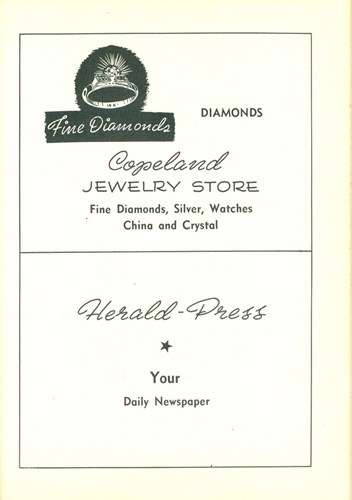 Fine Diamonds
DIAMONDS
Copeland
JEWELRY STORE
Fine Diamonds, Silver, Watches
China and Crystal
Herald-Press
Your
Daily Newspaper